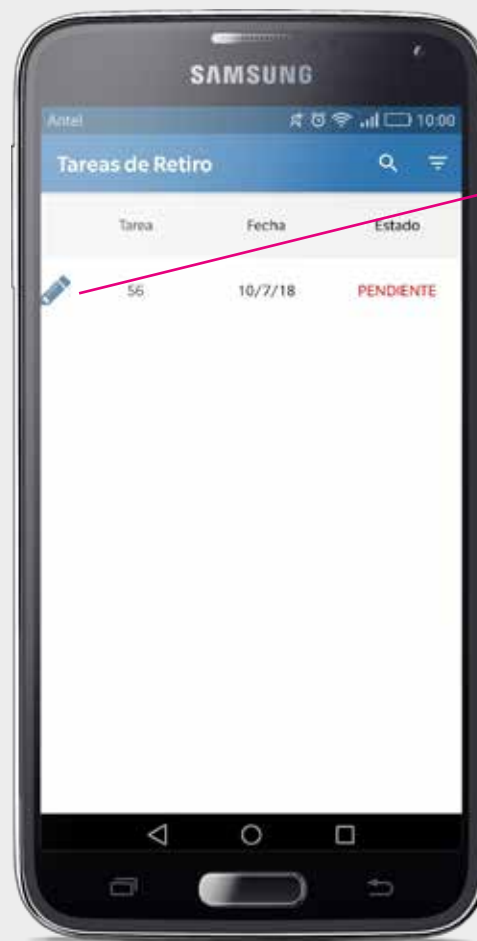 SAMSUNG
Antel 10:00
Tareas de Retiro
Tarea Fecha Estado
56 10/7/18 PENDIENTE